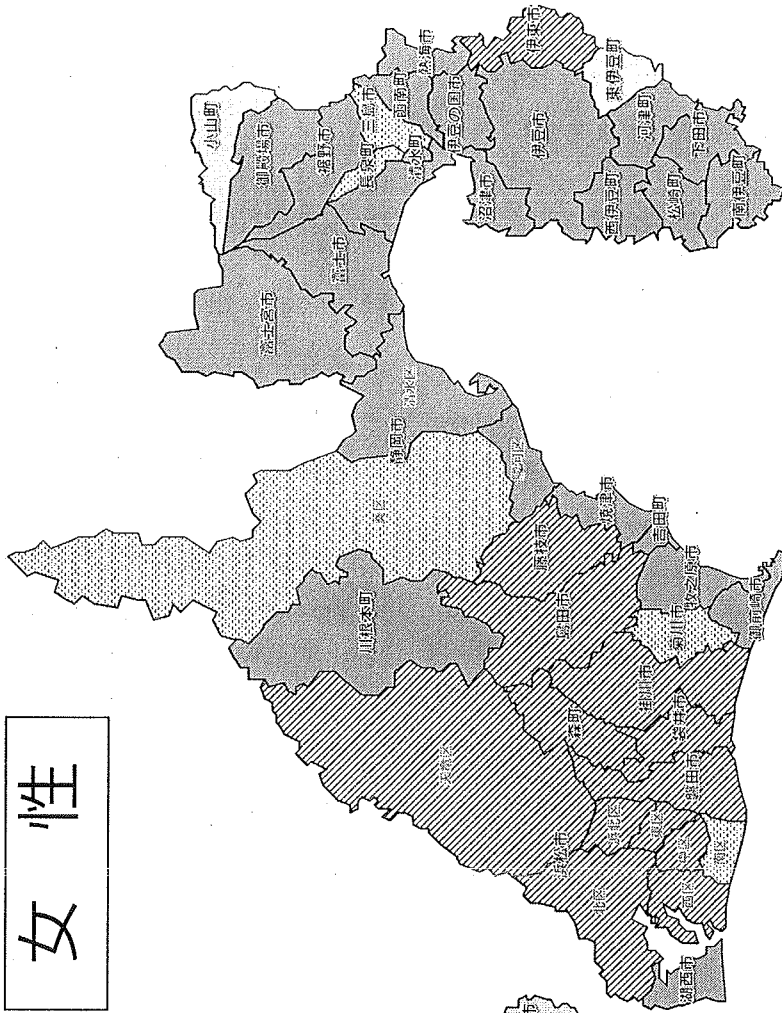 女性
小山町
御殿場市
裾野市
長泉町
三島市
清水町
函南町
熱海市
伊豆の国市
伊東市
沼津市
伊豆市
東伊豆町
西伊豆町
河津町
松崎町
下田市
南伊豆町
富士宮市
富士市
静岡市
清水区
葵区
駿河区
川根本町
藤枝市
焼津市
島田市
吉田町
牧之原市
菊川市
御前崎市
掛川市
森町
袋井市
磐田市
天竜区
浜松市
浜北区
東区
中区
南区
北区
西区
湖西市
市